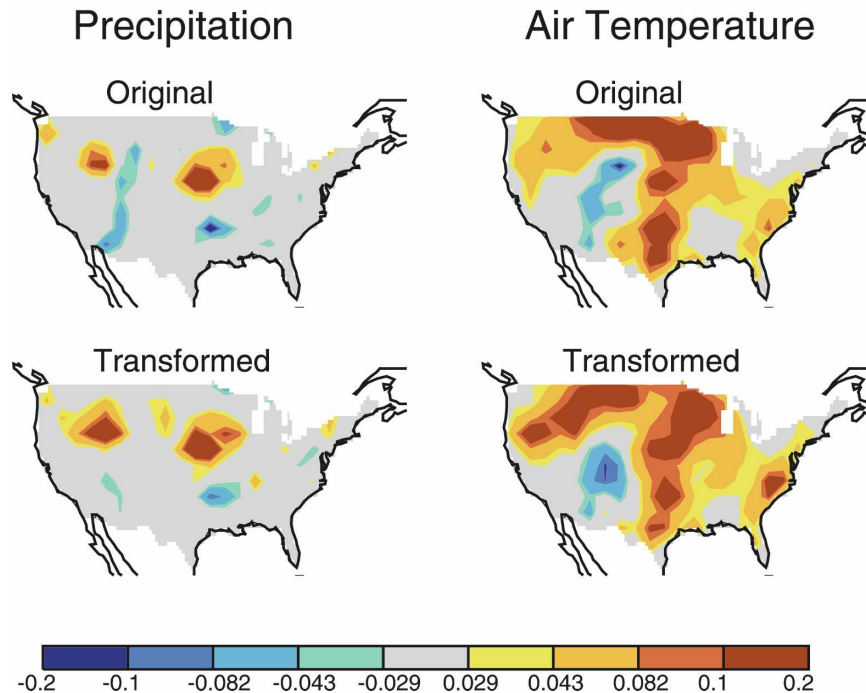 Precipitation
Air Temperature
Original
Original
Transformed
Transformed
-0.2 -0.1 -0.082 -0.043 -0.029 0.029 0.043 0.082 0.1 0.2